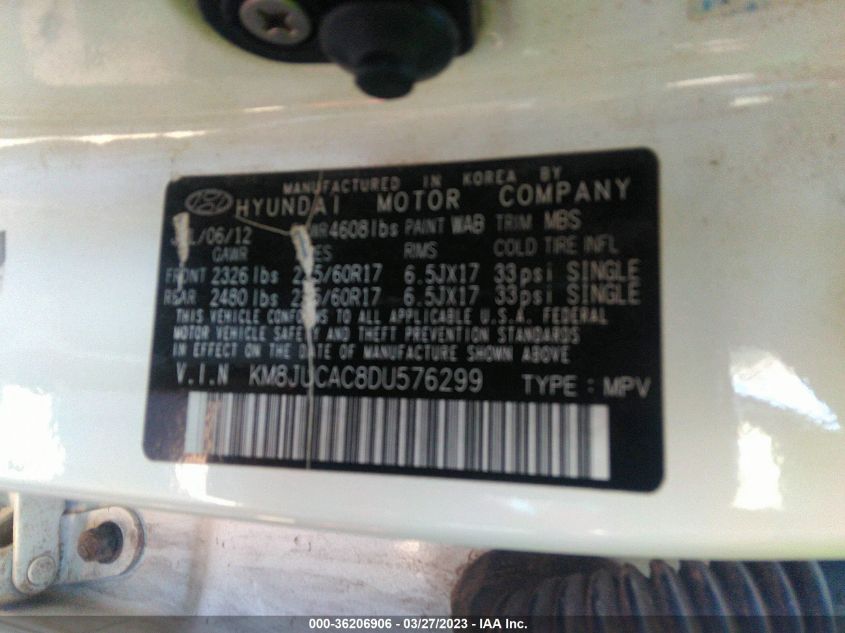 MANUFACTURED IN KOREA BY
HYUNDAI MOTOR COMPANY
/06/12 4608lbs PAINT WAB TRIM MBS
GAWR RIMS COLD TIRE INFL
FRONT 2326 lbs 6.5JX17 33psi SINGLE
REAR 2480 lbs 6.5JX17 33psi SINGLE
THIS VEHICLE CONFORMS TO ALL APPLICABLE U.S.A. FEDERAL
MOTOR VEHICLE SAFETY AND THEFT PREVENTION STANDARDS
IN EFFECT ON THE DATE OF MANUFACTURE SHOWN ABOVE
V.I.N KM8JUCAC8DU576299 TYPE : MPV
000-36206906 - 03/27/2023 - IAA Inc.